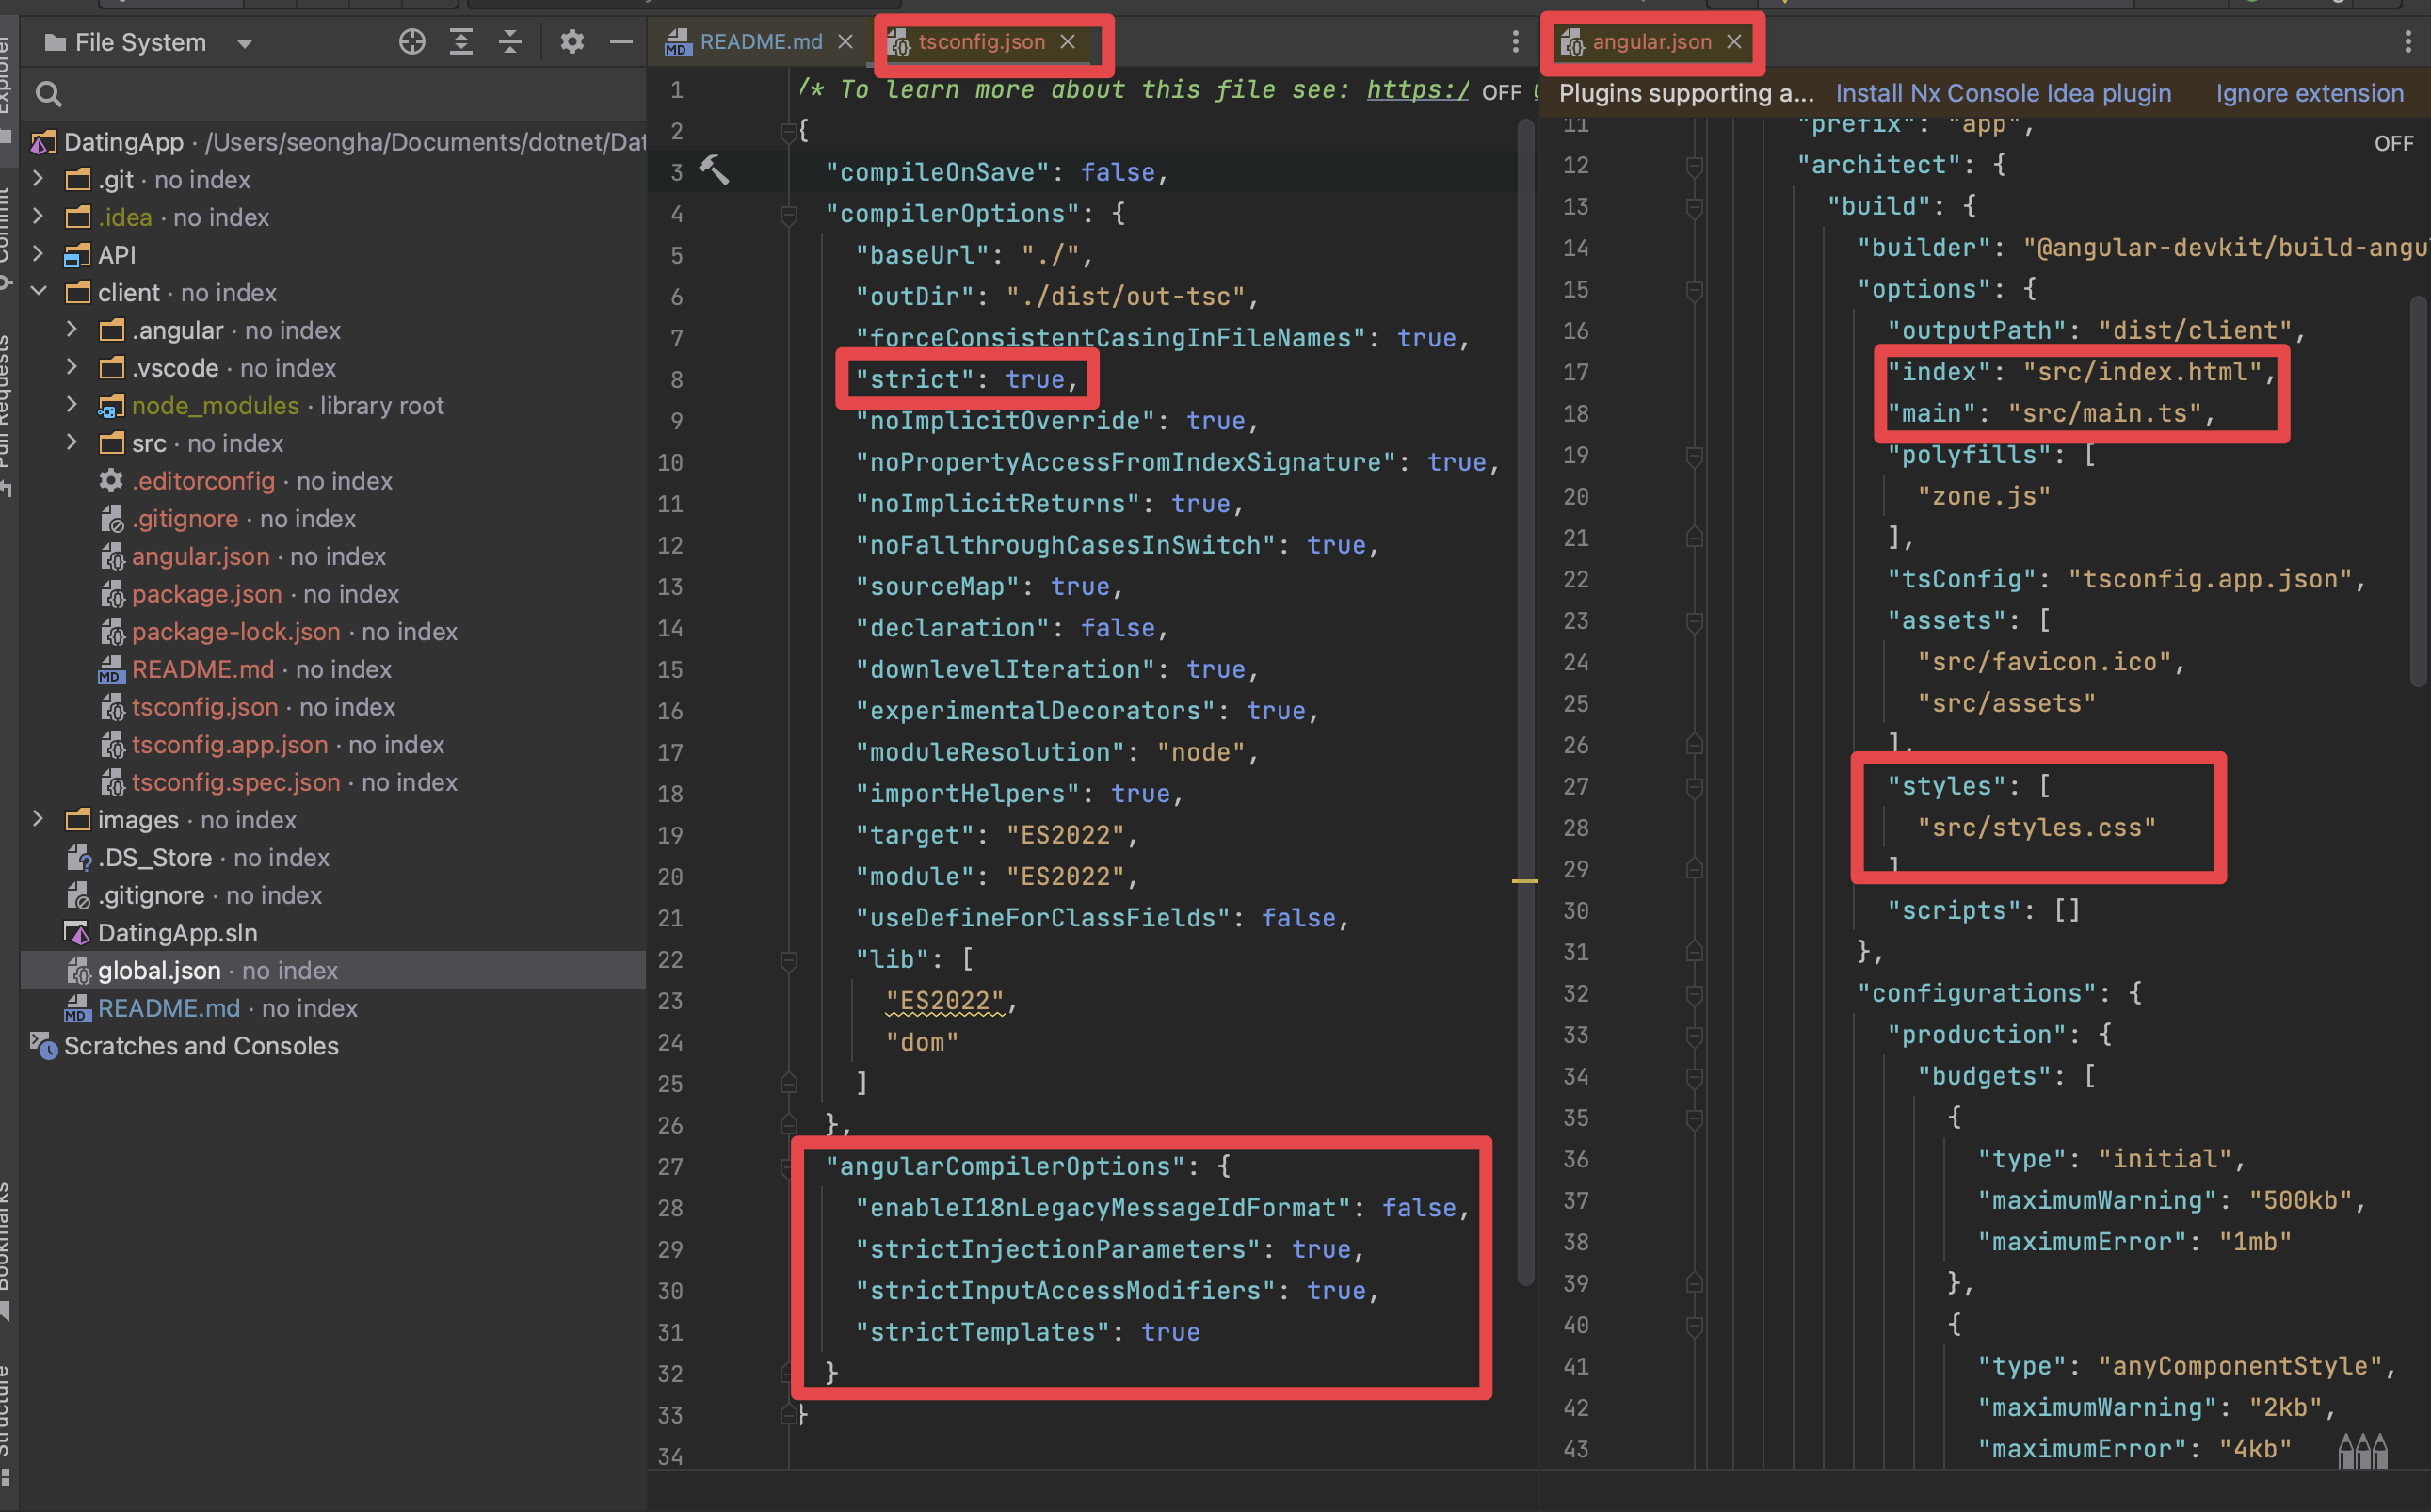 File System
README.md
tsconfig.json
angular.json
DatingApp · /Users/seongha/Documents/dotnet/Dat
.git · no index
.idea · no index
API
client · no index
.angular · no index
.vscode · no index
node_modules · library root
src · no index
.editorconfig · no index
.gitignore · no index
angular.json · no index
package.json · no index
package-lock.json · no index
README.md · no index
tsconfig.json · no index
tsconfig.app.json · no index
tsconfig.spec.json · no index
images · no index
.DS_Store · no index
.gitignore · no index
DatingApp.sln
global.json · no index
README.md · no index
Scratches and Consoles
Explorer
Commit
Pull Requests
Bookmarks
Structure
1 /* To learn more about this file see: https:/ OFF
2 {
3 "compileOnSave": false,
4 "compilerOptions": {
5 "baseUrl": "./",
6 "outDir": "./dist/out-tsc",
7 "forceConsistentCasingInFileNames": true,
8 "strict": true,
9 "noImplicitOverride": true,
10 "noPropertyAccessFromIndexSignature": true,
11 "noImplicitReturns": true,
12 "noFallthroughCasesInSwitch": true,
13 "sourceMap": true,
14 "declaration": false,
15 "downlevelIteration": true,
16 "experimentalDecorators": true,
17 "moduleResolution": "node",
18 "importHelpers": true,
19 "target": "ES2022",
20 "module": "ES2022",
21 "useDefineForClassFields": false,
22 "lib": [
23 "ES2022",
24 "dom"
25 ]
26 },
27 "angularCompilerOptions": {
28 "enableI18nLegacyMessageIdFormat": false,
29 "strictInjectionParameters": true,
30 "strictInputAccessModifiers": true,
31 "strictTemplates": true
32 }
33 }
34
Plugins supporting a... Install Nx Console Idea plugin Ignore extension
OFF
11 "prefix": "app",
12 "architect": {
13 "build": {
14 "builder": "@angular-devkit/build-angu
15 "options": {
16 "outputPath": "dist/client",
17 "index": "src/index.html",
18 "main": "src/main.ts",
19 "polyfills": [
20 "zone.js"
21 ],
22 "tsConfig": "tsconfig.app.json",
23 "assets": [
24 "src/favicon.ico",
25 "src/assets"
26 ],
27 "styles": [
28 "src/styles.css"
29 ]
30 "scripts": []
31 },
32 "configurations": {
33 "production": {
34 "budgets": [
35 {
36 "type": "initial",
37 "maximumWarning": "500kb",
38 "maximumError": "1mb"
39 },
40 {
41 "type": "anyComponentStyle",
42 "maximumWarning": "2kb",
43 "maximumError": "4kb"